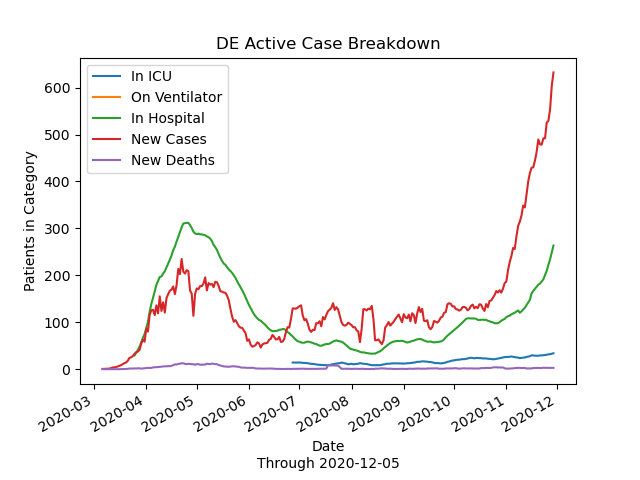 DE Active Case Breakdown
In ICU
On Ventilator
In Hospital
New Cases
New Deaths
Patients in Category
600
500
400
300
200
100
0
2020-03
2020-04
2020-05
2020-06
2020-07
2020-08
2020-09
2020-10
2020-11
2020-12
Date
Through 2020-12-05